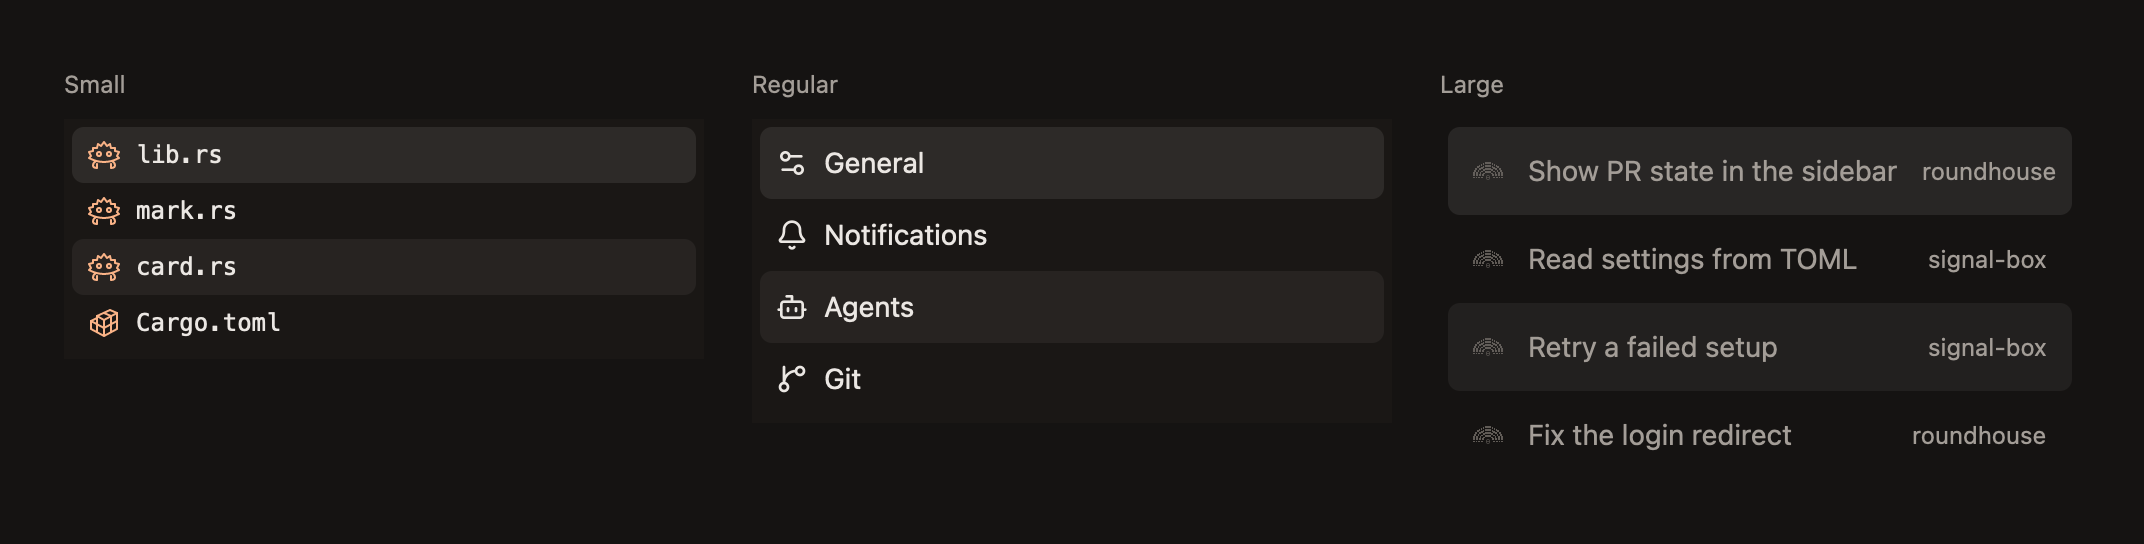 Small
lib.rs
mark.rs
card.rs
Cargo.toml
Regular
General
Notifications
Agents
Git
Large
Show PR state in the sidebar roundhouse
Read settings from TOML signal-box
Retry a failed setup signal-box
Fix the login redirect roundhouse